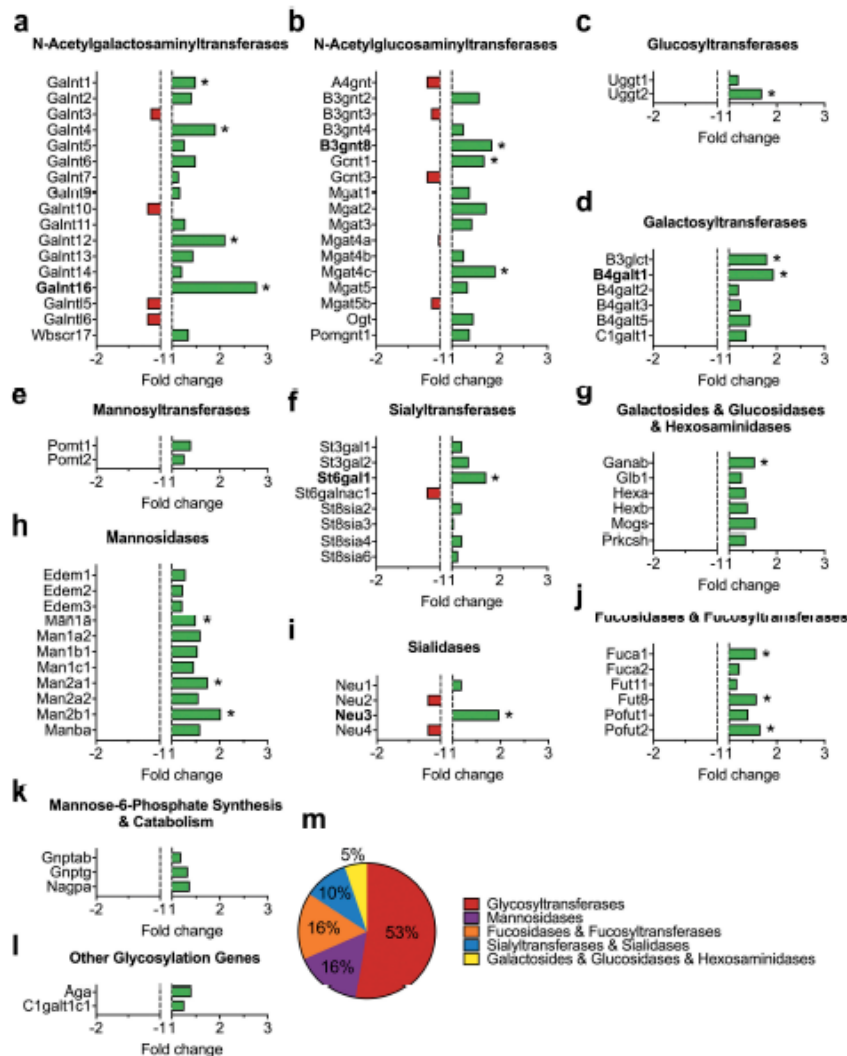 a
N-Acetylgalactosaminyltransferases
Galnt1 *
Galnt2
Galnt3
Galnt4 *
Galnt5
Galnt6
Galnt7
Galnt9
Galnt10
Galnt11
Galnt12 *
Galnt13
Galnt14
Galnt16 *
Galntl5
Galntl6
Wbscr17
-2 -1 1 2 3
Fold change
b
N-Acetylglucosaminyltransferases
A4gnt
B3gnt2
B3gnt3
B3gnt4
B3gnt8 *
Gcnt1 *
Gcnt3
Mgat1
Mgat2
Mgat3
Mgat4a
Mgat4b
Mgat4c *
Mgat5
Mgat5b
Ogt
Pomgnt1
-2 -1 1 2 3
Fold change
c
Glucosyltransferases
Uggt1
Uggt2 *
-2 -1 1 2 3
Fold change
d
Galactosyltransferases
B3glct *
B4galt1 *
B4galt2
B4galt3
B4galt5
C1galt1
-2 -1 1 2 3
Fold change
e
Mannosyltransferases
Pomt1
Pomt2
-2 -1 1 2 3
Fold change
f
Sialyltransferases
St3gal1
St3gal2
St6gal1 *
St6galnac1
St8sia2
St8sia3
St8sia4
St8sia6
-2 -1 1 2 3
Fold change
g
Galactosides & Glucosidases
& Hexosaminidases
Ganab *
Glb1
Hexa
Hexb
Mogs
Prkcsh
-2 -1 1 2 3
Fold change
h
Mannosidases
Edem1
Edem2
Edem3
Man1a *
Man1a2
Man1b1
Man1c1
Man2a1 *
Man2a2
Man2b1 *
Manba
-2 -1 1 2 3
Fold change
i
Sialidases
Neu1
Neu2
Neu3 *
Neu4
-2 -1 1 2 3
Fold change
j
Fucosidases & Fucosyltransferases
Fuca1 *
Fuca2
Fut11
Fut8 *
Pofut1
Pofut2 *
-2 -1 1 2 3
Fold change
k
Mannose-6-Phosphate Synthesis
& Catabolism
Gnptab
Gnptg
Nagpa
-2 -1 1 2 3
Fold change
l
Other Glycosylation Genes
Aga
C1galt1c1
-2 -1 1 2 3
Fold change
m
5%
10%
16%
16%
53%
Glycosyltransferases
Mannosidases
Fucosidases & Fucosyltransferases
Sialyltransferases & Sialidases
Galactosides & Glucosidases & Hexosaminidases